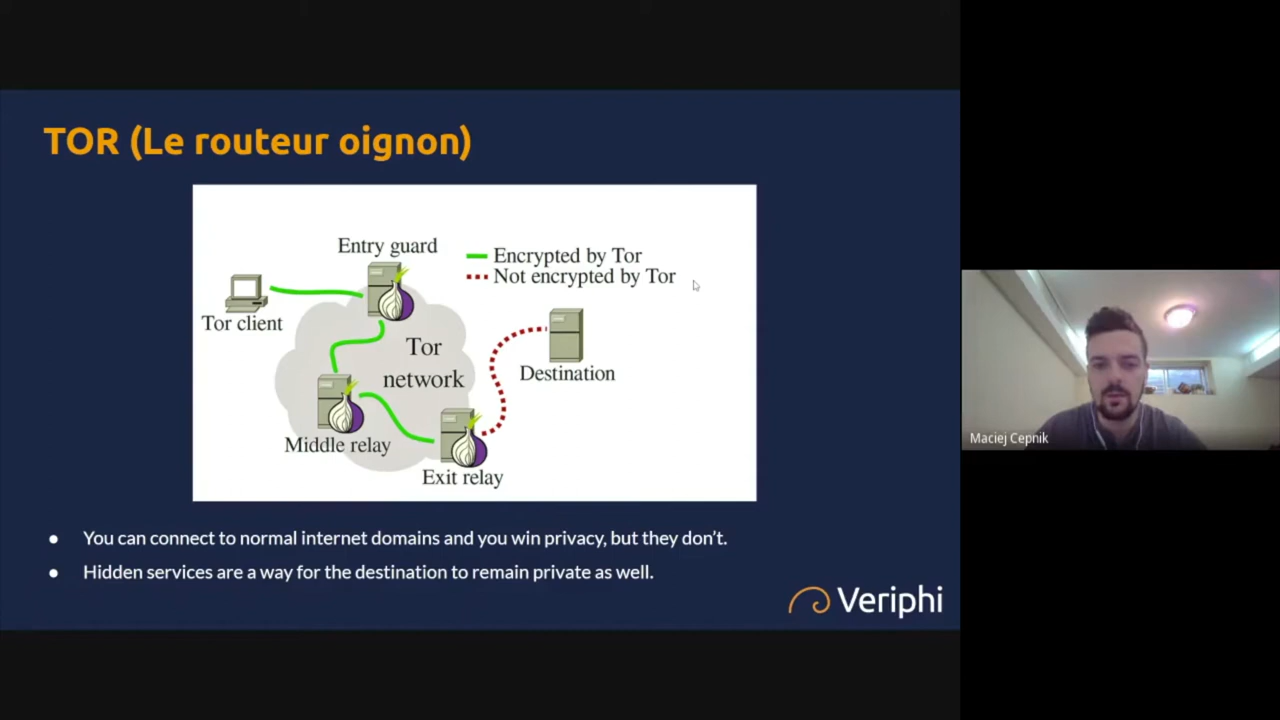 TOR (Le routeur oignon)
Entry guard
Encrypted by Tor
Not encrypted by Tor
Tor client
Tor
network
Destination
Middle relay
Exit relay
● You can connect to normal internet domains and you win privacy, but they don't.
● Hidden services are a way for the destination to remain private as well.
Veriphi
Maciej Cepnik